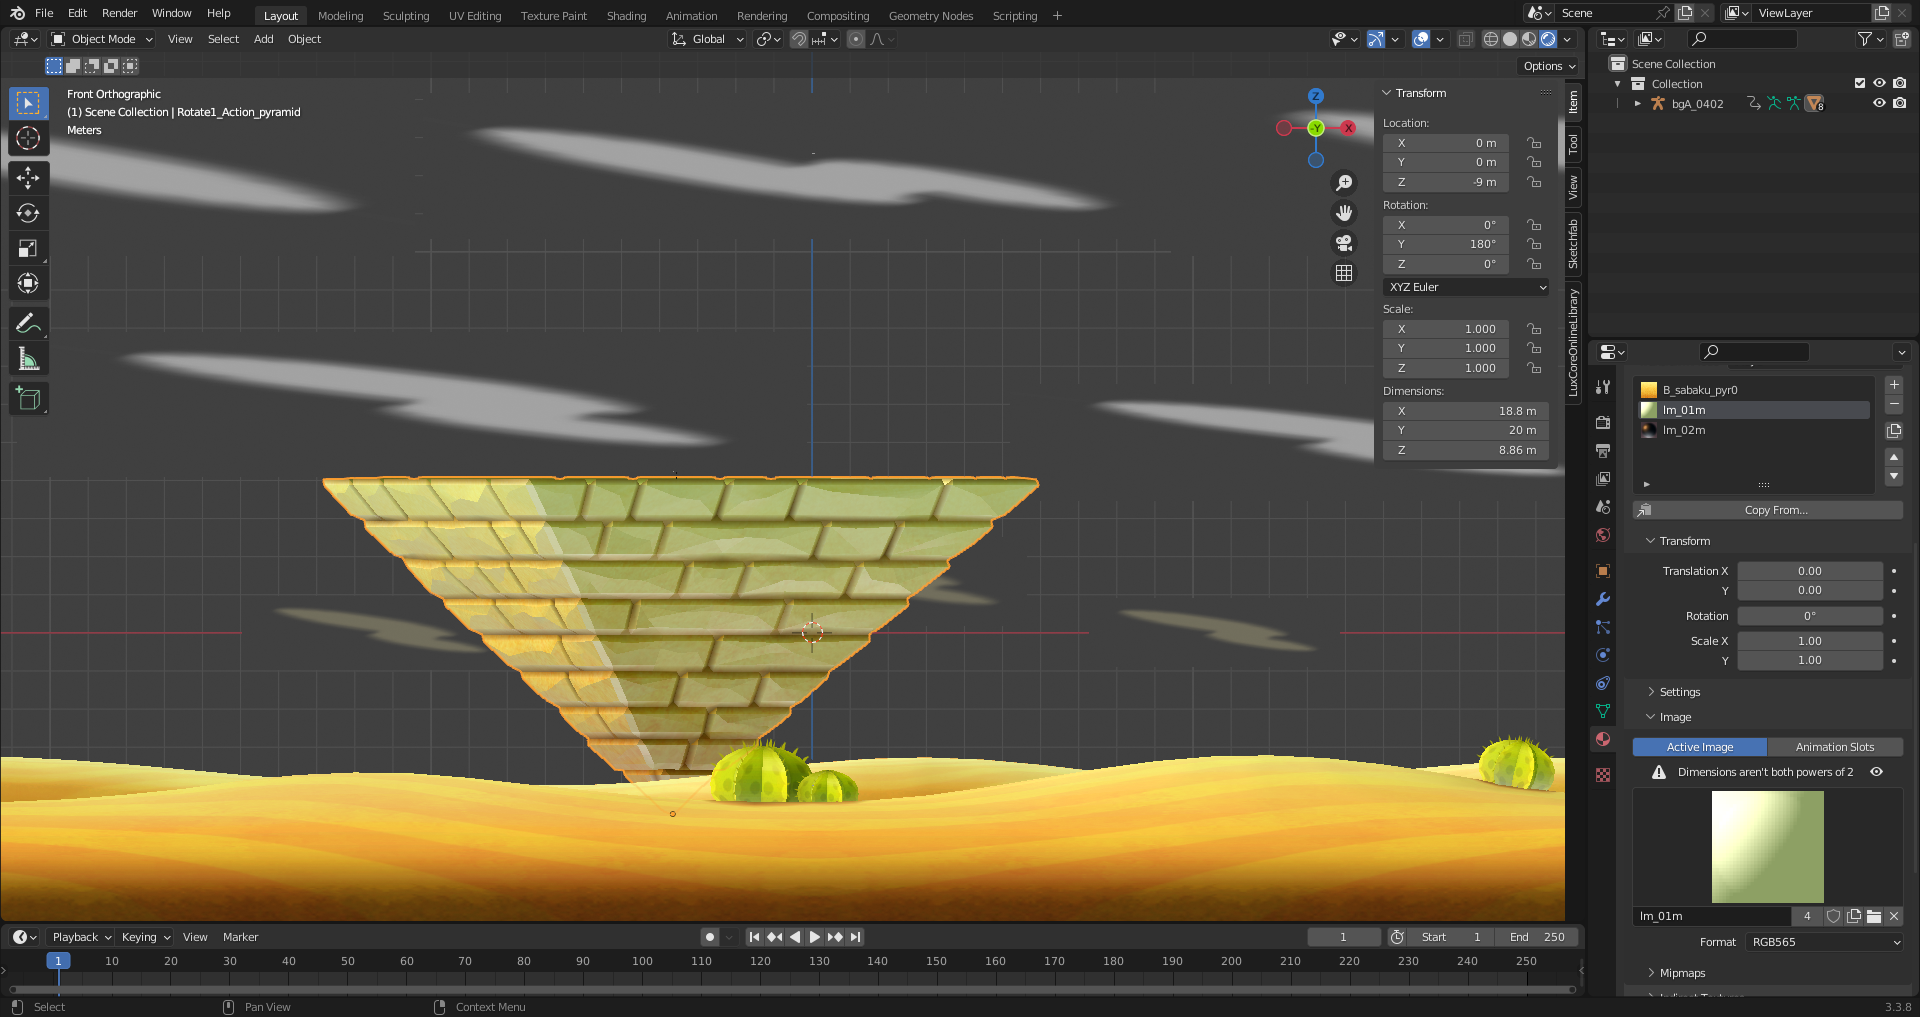 File Edit Render Window Help Layout Modeling Sculpting UV Editing Texture Paint Shading Animation Rendering Compositing Geometry Nodes Scripting + Scene ViewLayer
Object Mode View Select Add Object Global
Options
Front Orthographic
(1) Scene Collection | Rotate1_Action_pyramid
Meters
Z
-Y
X
Transform
Location:
X 0 m
Y 0 m
Z -9 m
Rotation:
X 0°
Y 180°
Z 0°
XYZ Euler
Scale:
X 1.000
Y 1.000
Z 1.000
Dimensions:
X 18.8 m
Y 20 m
Z 8.86 m
Item
Tool
View
Sketchfab
LuxCoreOnlineLibrary
Scene Collection
Collection
bgA_0402 8
B_sabaku_pyr0
lm_01m
lm_02m
Copy From...
Transform
Translation X 0.00
Y 0.00
Rotation 0°
Scale X 1.00
Y 1.00
Settings
Image
Active Image Animation Slots
Dimensions aren't both powers of 2
lm_01m 4
Format RGB565
Mipmaps
Playback Keying View Marker 1 Start 1 End 250
1 10 20 30 40 50 60 70 80 90 100 110 120 130 140 150 160 170 180 190 200 210 220 230 240 250
Select Pan View Context Menu 3.3.8